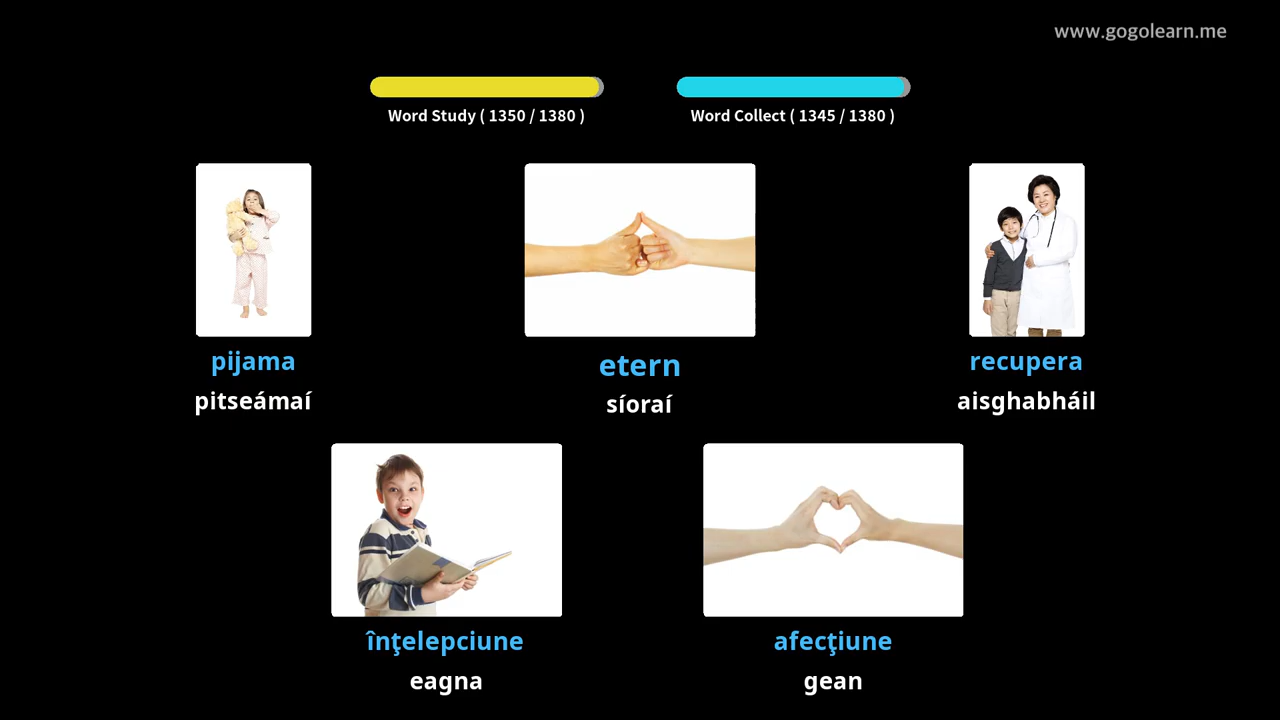 www.gogolearn.me
Word Study ( 1350 / 1380 )
Word Collect ( 1345 / 1380 )
pijama
pitseámaí
etern
síoraí
recupera
aisghabháil
înţelepciune
eagna
afecţiune
gean